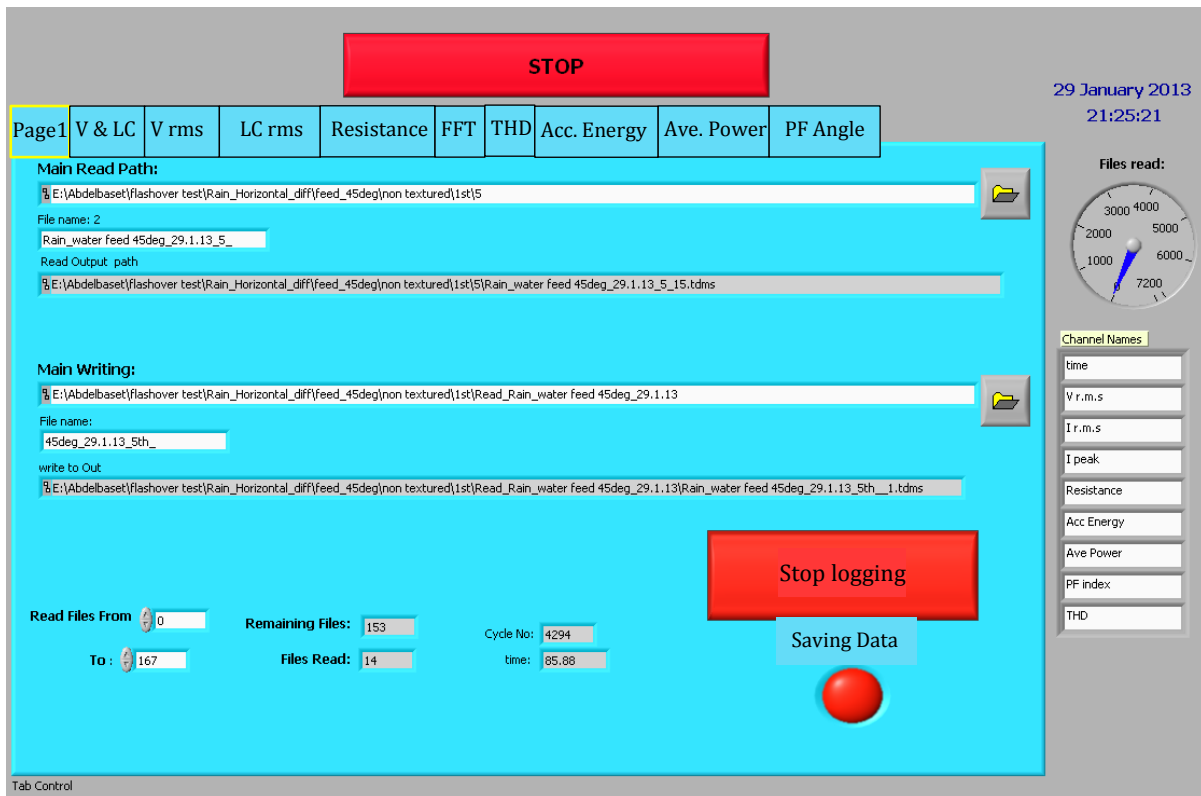 STOP
29 January 2013
21:25:21
Page1 V & LC V rms LC rms Resistance FFT THD Acc. Energy Ave. Power PF Angle
Main Read Path:
E:\Abdelbaset\flashover test\Rain_Horizontal_diff\feed_45deg\non textured\1st\5
File name: 2
Rain_water feed 45deg_29.1.13_5_
Read Output path
E:\Abdelbaset\flashover test\Rain_Horizontal_diff\feed_45deg\non textured\1st\5\Rain_water feed 45deg_29.1.13_5_15.tdms
Main Writing:
E:\Abdelbaset\flashover test\Rain_Horizontal_diff\feed_45deg\non textured\1st\Read_Rain_water feed 45deg_29.1.13
File name:
45deg_29.1.13_5th_
write to Out
E:\Abdelbaset\flashover test\Rain_Horizontal_diff\feed_45deg\non textured\1st\Read_Rain_water feed 45deg_29.1.13\Rain_water feed 45deg_29.1.13_5th__1.tdms
Read Files From 0
To : 167
Remaining Files: 153
Files Read: 14
Cycle No: 4294
time: 85.88
Stop logging
Saving Data
Files read:
0 1000 2000 3000 4000 5000 6000 7200
Channel Names
time
V r.m.s
I r.m.s
I peak
Resistance
Acc Energy
Ave Power
PF index
THD
Tab Control